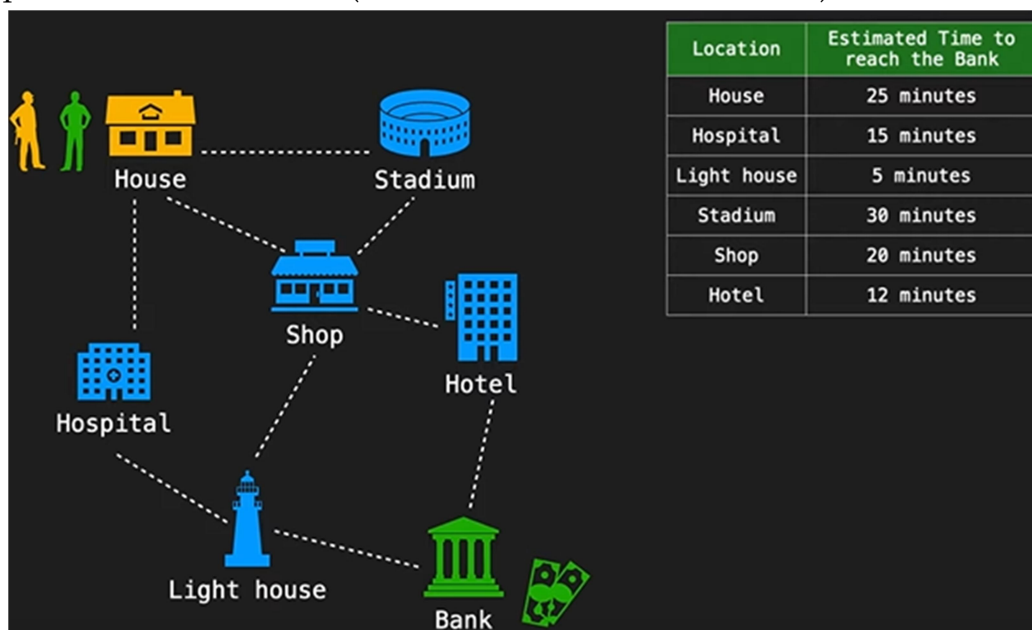 Location Estimated Time to reach the Bank
House 25 minutes
Hospital 15 minutes
Light house 5 minutes
Stadium 30 minutes
Shop 20 minutes
Hotel 12 minutes
House
Stadium
Shop
Hotel
Hospital
Light house
Bank